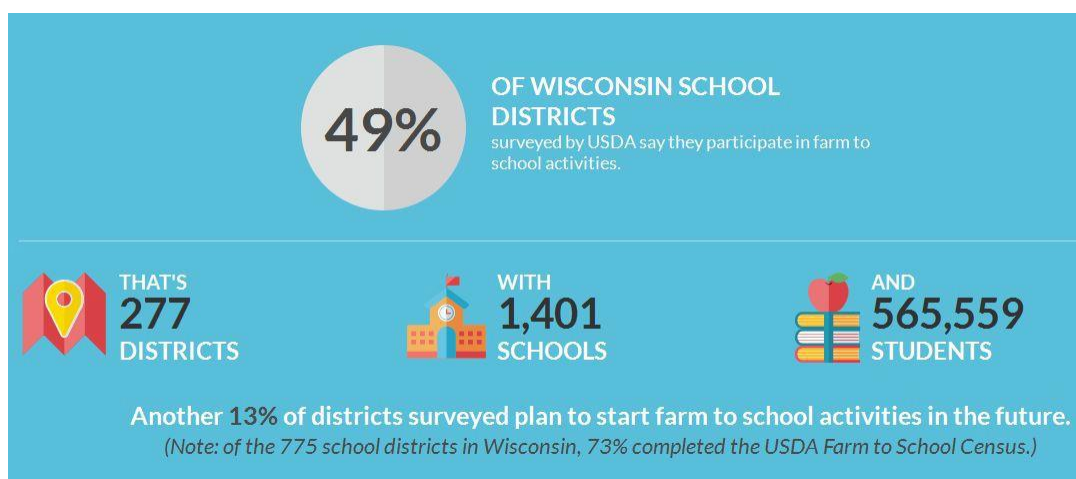 49%
OF WISCONSIN SCHOOL
DISTRICTS
surveyed by USDA say they participate in farm to
school activities.
THAT'S
277
DISTRICTS
WITH
1,401
SCHOOLS
AND
565,559
STUDENTS
Another 13% of districts surveyed plan to start farm to school activities in the future.
(Note: of the 775 school districts in Wisconsin, 73% completed the USDA Farm to School Census.)